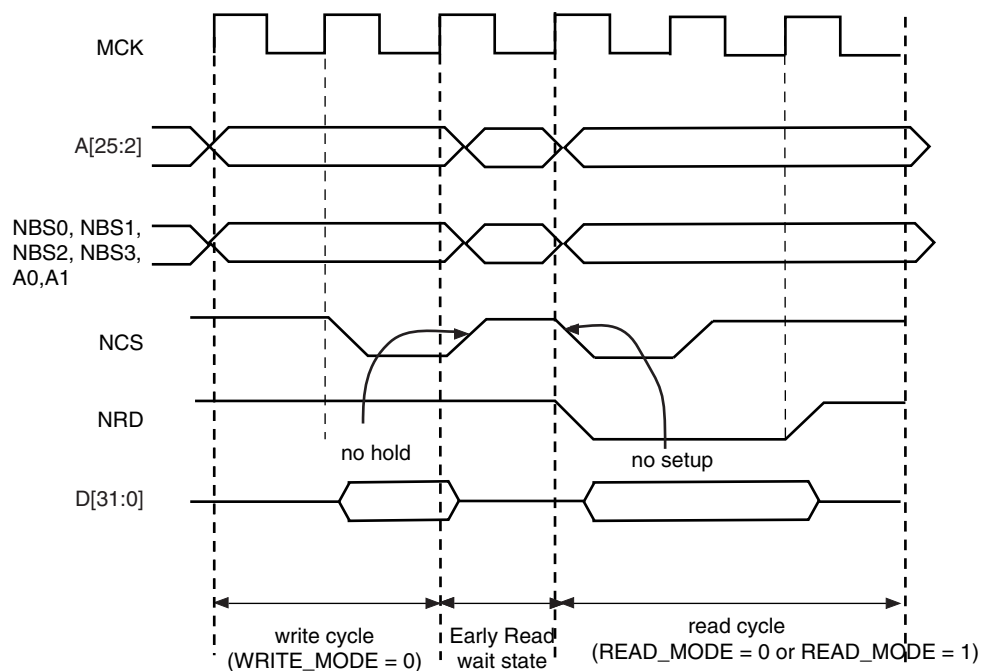 MCK
A[25:2]
NBS0, NBS1,
NBS2, NBS3,
A0,A1
NCS
NRD
no hold
no setup
D[31:0]
write cycle
(WRITE_MODE = 0)
Early Read
wait state
read cycle
(READ_MODE = 0 or READ_MODE = 1)